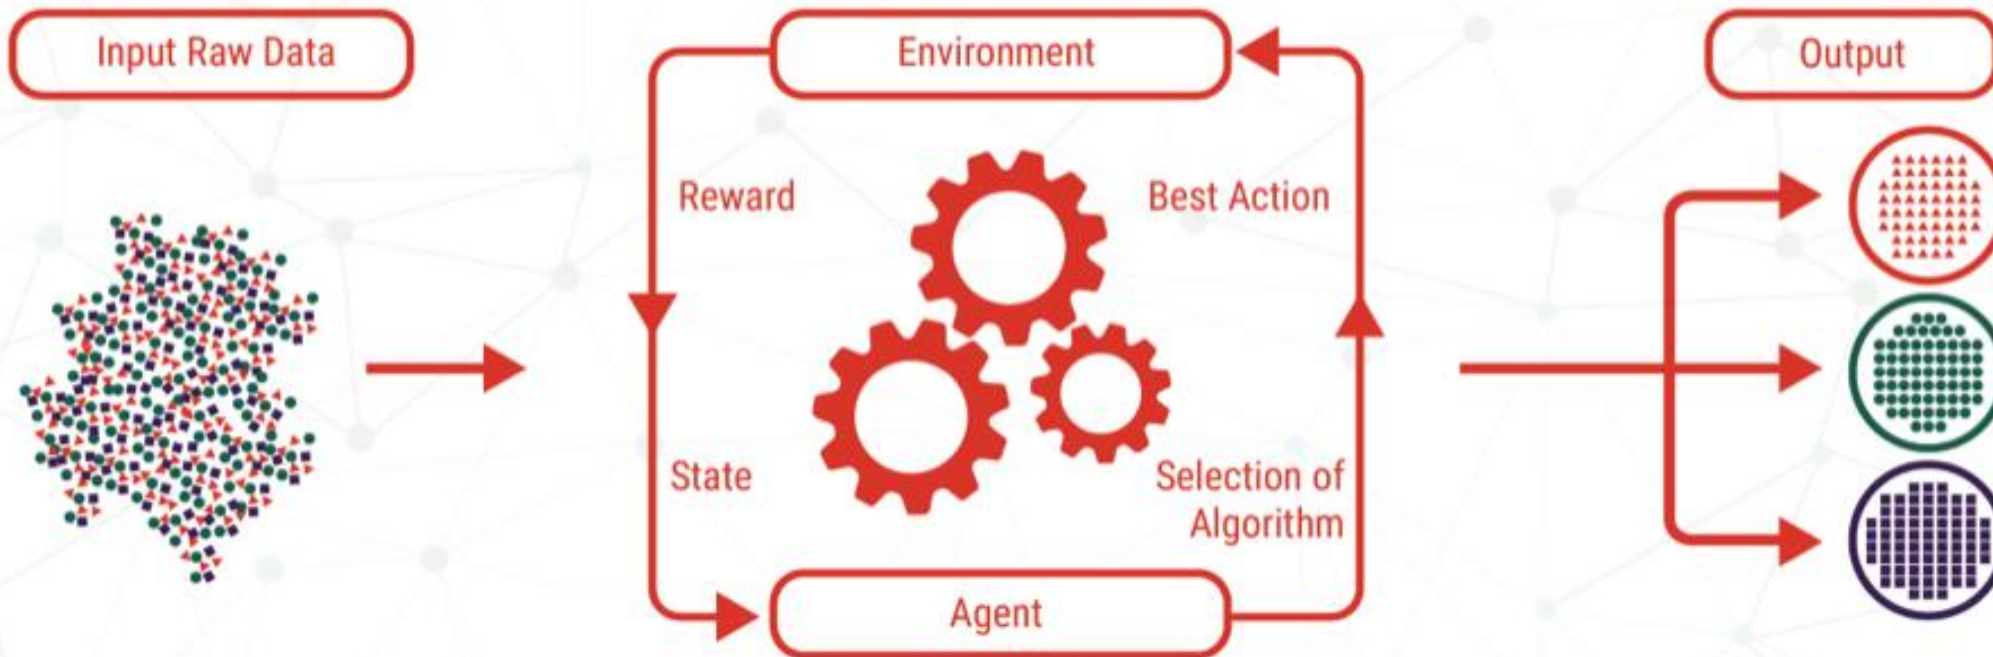 Input Raw Data
Environment
Output
Reward
Best Action
State
Selection of
Algorithm
Agent